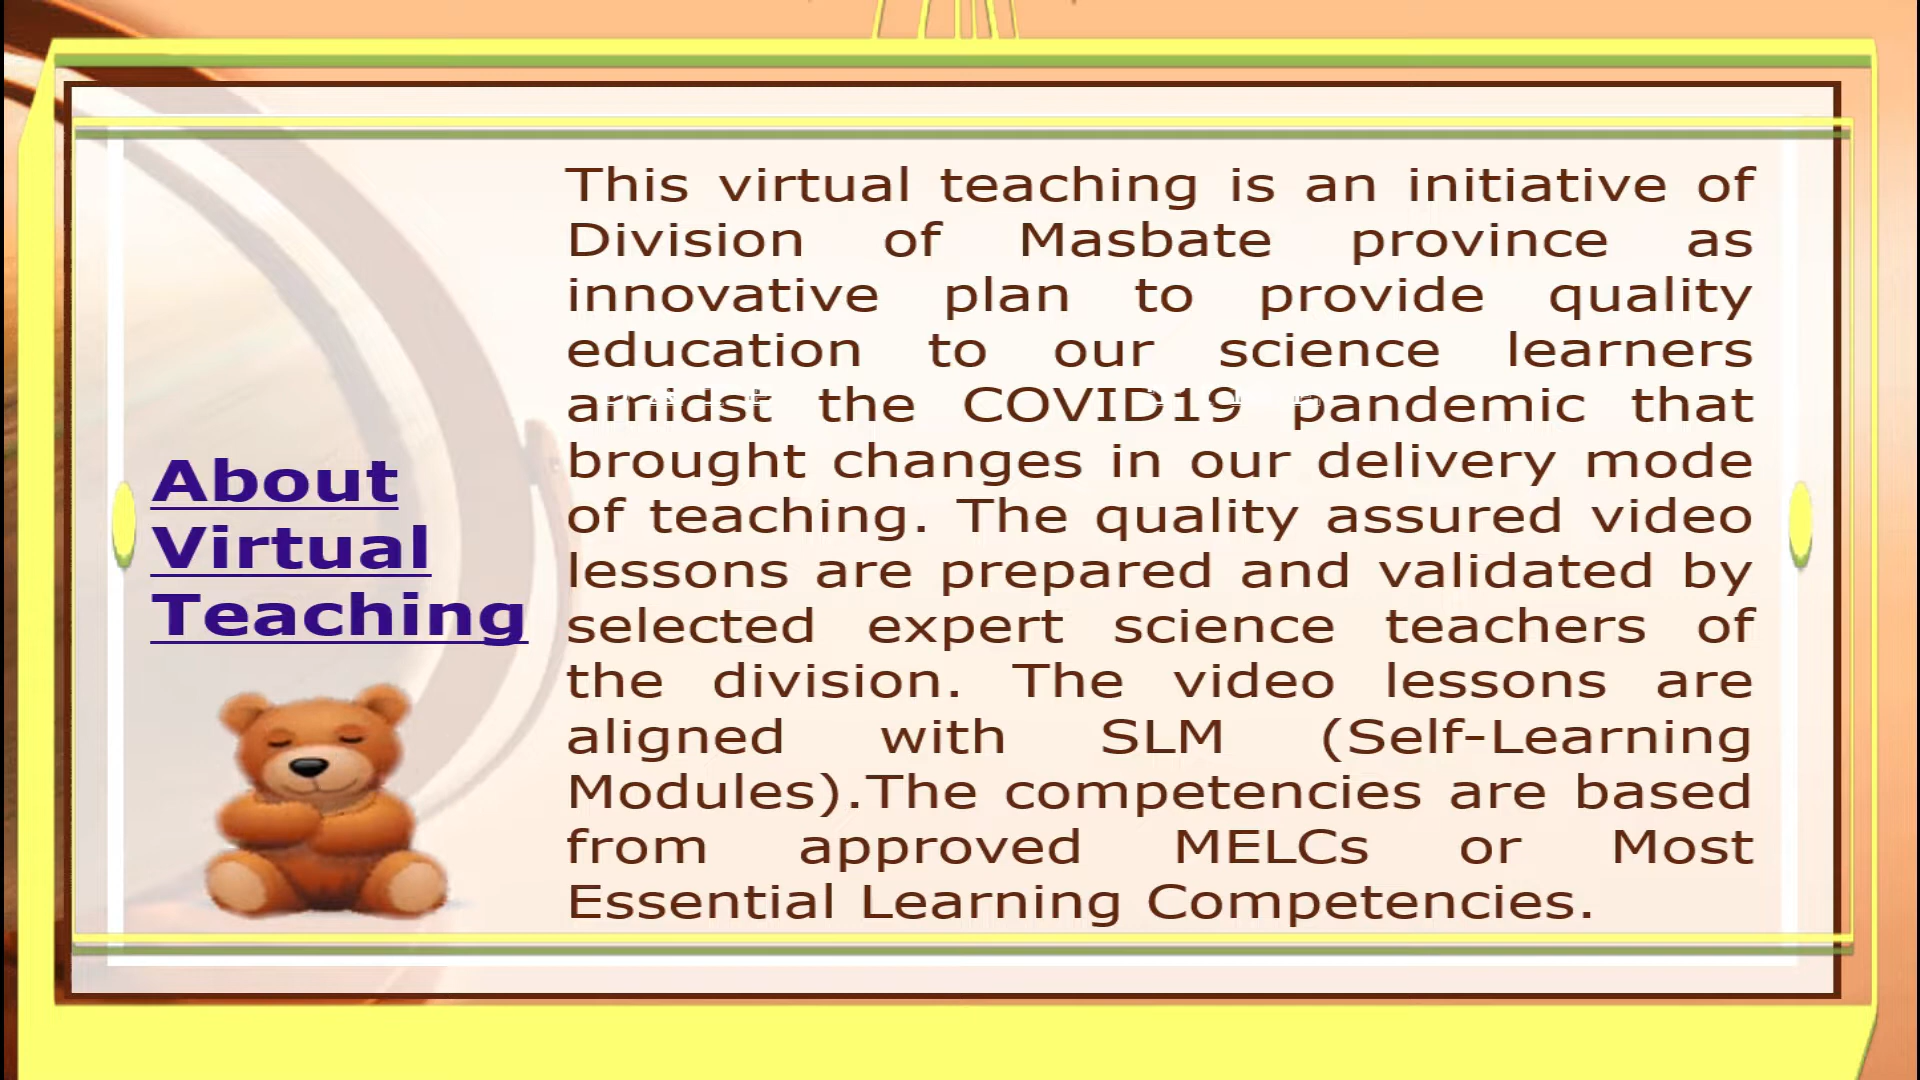 About
Virtual
Teaching
This virtual teaching is an initiative of
Division of Masbate province as
innovative plan to provide quality
education to our science learners
amidst the COVID19 pandemic that
brought changes in our delivery mode
of teaching. The quality assured video
lessons are prepared and validated by
selected expert science teachers of
the division. The video lessons are
aligned with SLM (Self-Learning
Modules).The competencies are based
from approved MELCs or Most
Essential Learning Competencies.